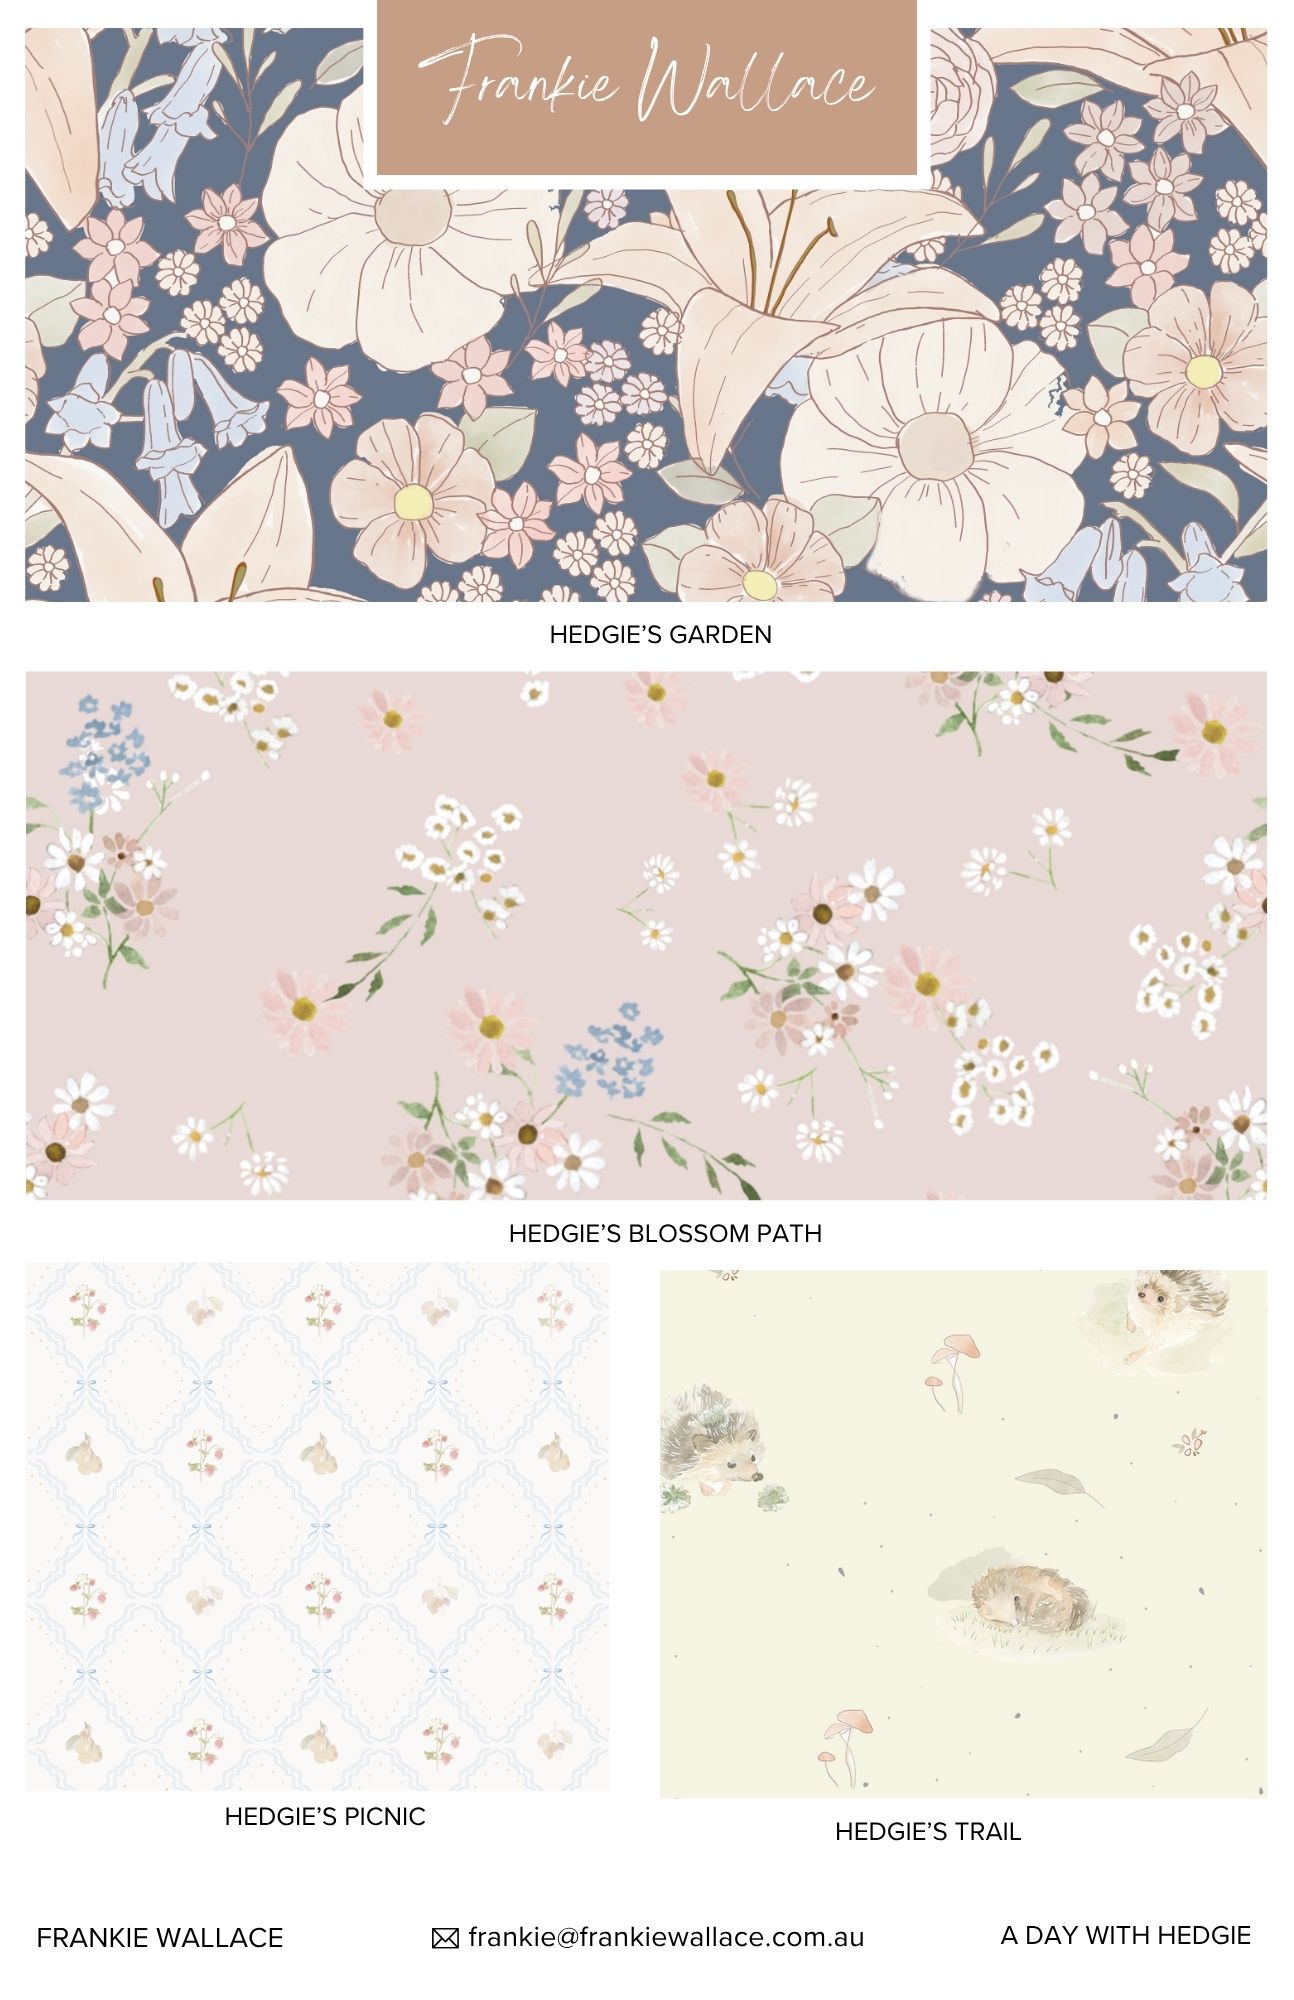 Frankie Wallace
HEDGIE’S GARDEN
HEDGIE’S BLOSSOM PATH
HEDGIE’S PICNIC
HEDGIE’S TRAIL
FRANKIE WALLACE
frankie@frankiewallace.com.au
A DAY WITH HEDGIE